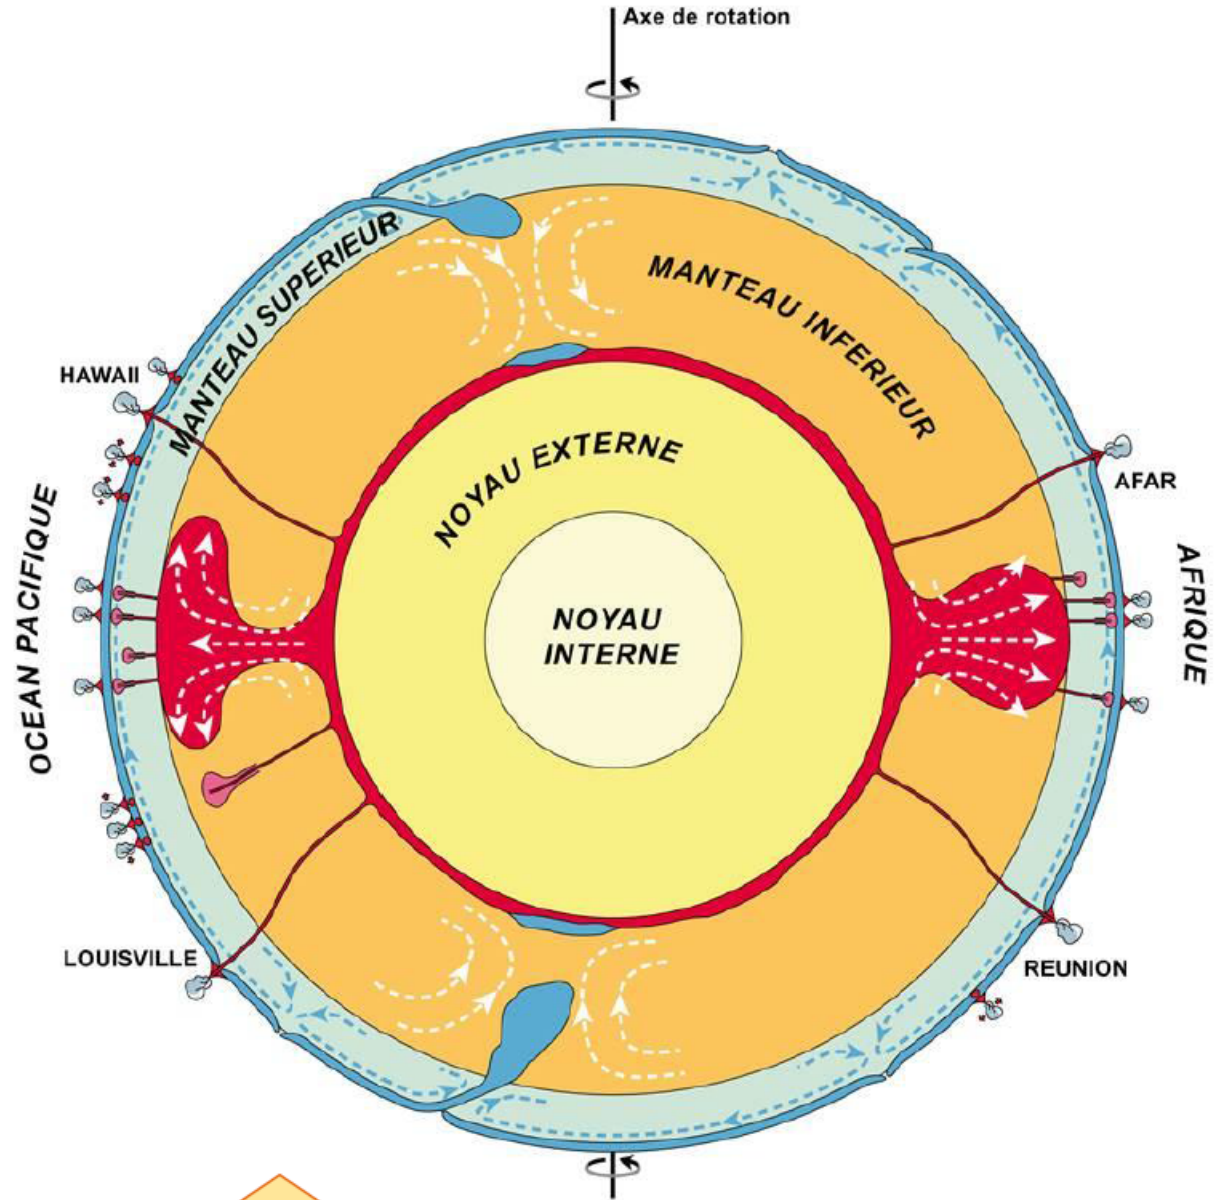 Axe de rotation
MANTEAU SUPERIEUR
MANTEAU INFERIEUR
HAWAII
NOYAU EXTERNE
AFAR
OCEAN PACIFIQUE
AFRIQUE
NOYAU
INTERNE
LOUISVILLE
REUNION